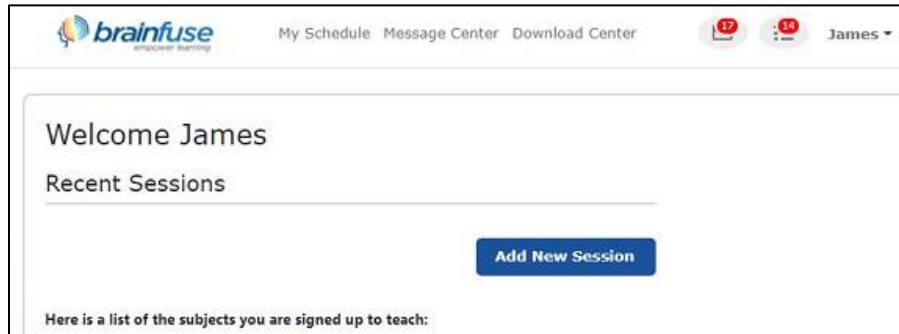 brainfuse
empower learning
My Schedule Message Center Download Center
17
14
James
Welcome James
Recent Sessions
Add New Session
Here is a list of the subjects you are signed up to teach: